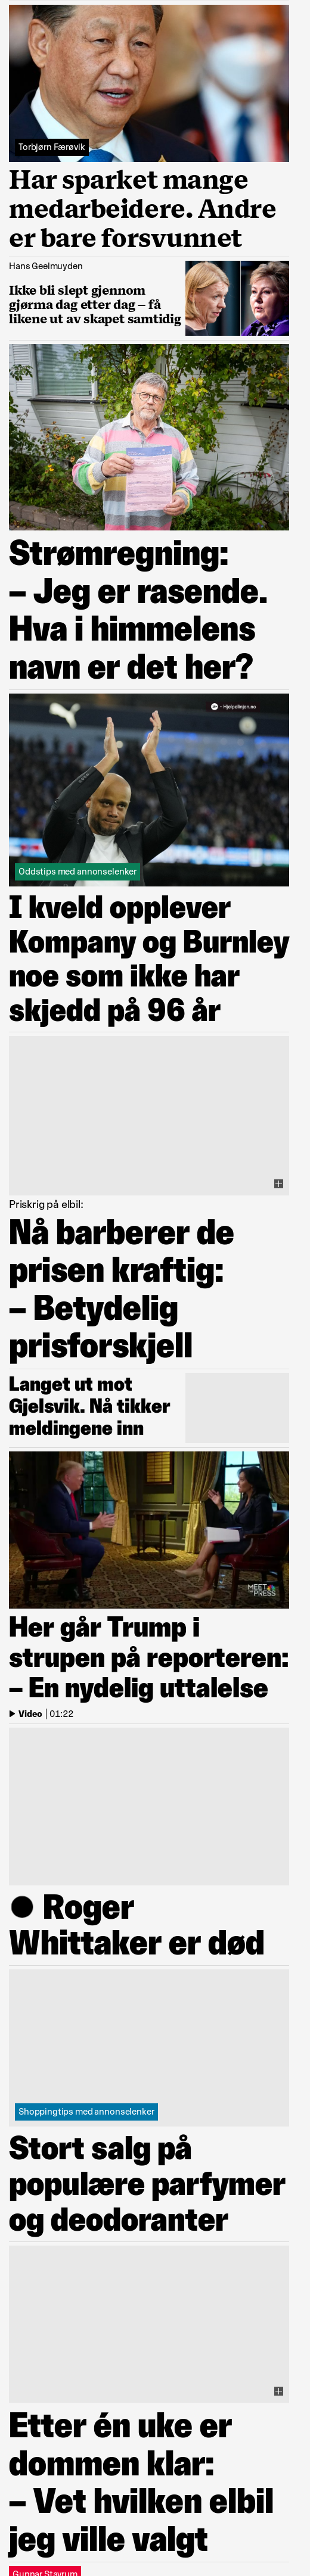 Torbjørn Færøvik
Har sparket mange
medarbeidere. Andre
er bare forsvunnet
Hans Geelmuyden
Ikke bli slept gjennom
gjørma dag etter dag – få
likene ut av skapet samtidig
Strømregning:
– Jeg er rasende.
Hva i himmelens
navn er det her?
– Hjelpelinjen.no
Oddstips med annonselenker
I kveld opplever
Kompany og Burnley
noe som ikke har
skjedd på 96 år
Priskrig på elbil:
Nå barberer de
prisen kraftig:
– Betydelig
prisforskjell
Langet ut mot
Gjelsvik. Nå tikker
meldingene inn
MEET
THE PRESS
Her går Trump i
strupen på reporteren:
– En nydelig uttalelse
Video | 01:22
Roger
Whittaker er død
Shoppingtips med annonselenker
Stort salg på
populære parfymer
og deodoranter
Etter én uke er
dommen klar:
– Vet hvilken elbil
jeg ville valgt
Gunnar Stavrum